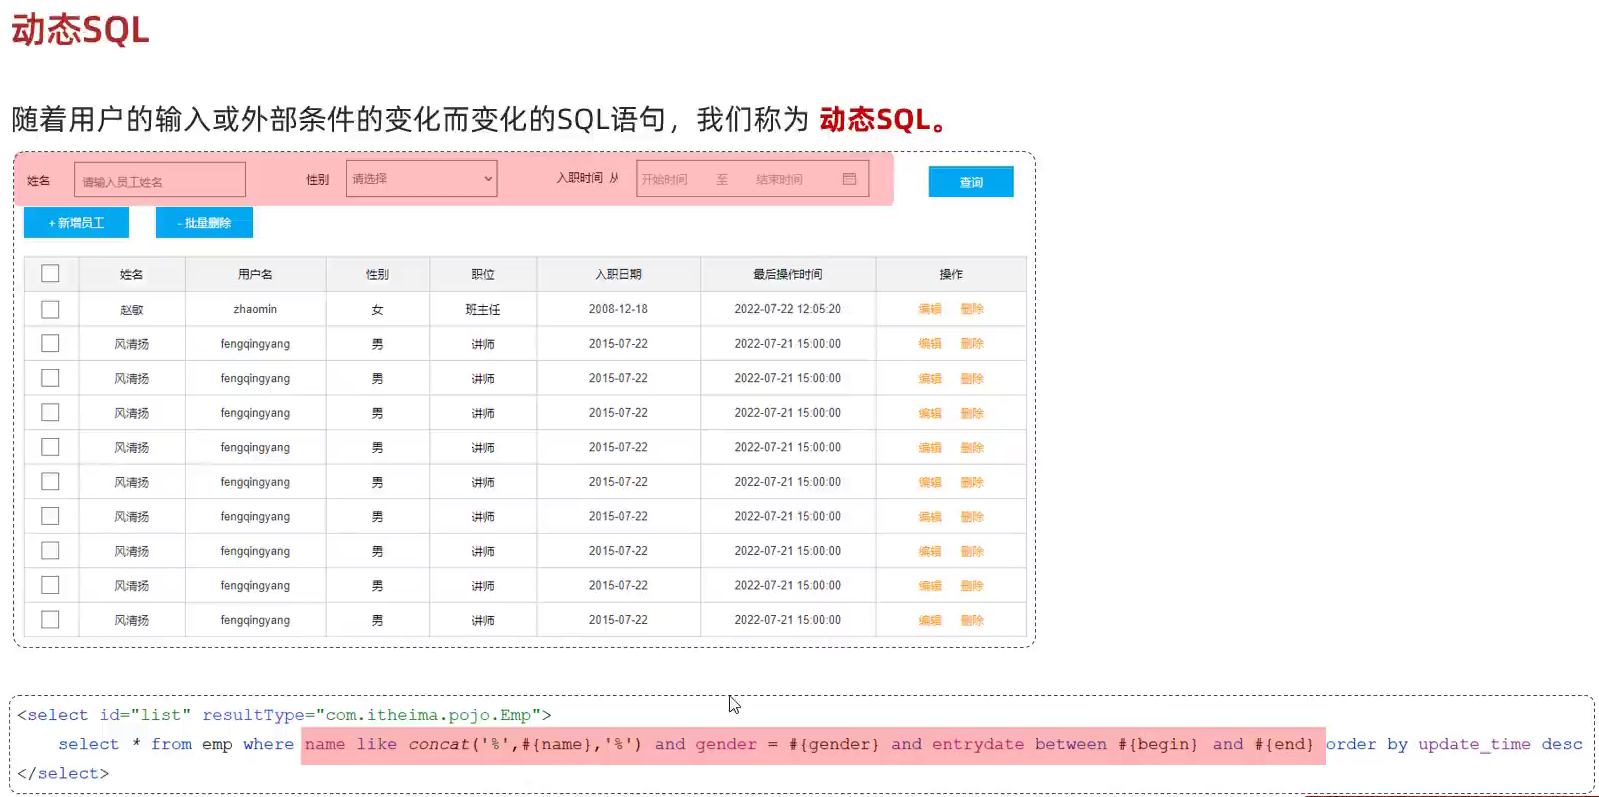 动态SQL
随着用户的输入或外部条件的变化而变化的SQL语句，我们称为 动态SQL。
姓名 请输入员工姓名 性别 请选择 入职时间 从 开始时间 至 结束时间 查询
+ 新增员工 - 批量删除
姓名 用户名 性别 职位 入职日期 最后操作时间 操作
赵敏 zhaomin 女 班主任 2008-12-18 2022-07-22 12:05:20 编辑 删除
风清扬 fengqingyang 男 讲师 2015-07-22 2022-07-21 15:00:00 编辑 删除
风清扬 fengqingyang 男 讲师 2015-07-22 2022-07-21 15:00:00 编辑 删除
风清扬 fengqingyang 男 讲师 2015-07-22 2022-07-21 15:00:00 编辑 删除
风清扬 fengqingyang 男 讲师 2015-07-22 2022-07-21 15:00:00 编辑 删除
风清扬 fengqingyang 男 讲师 2015-07-22 2022-07-21 15:00:00 编辑 删除
风清扬 fengqingyang 男 讲师 2015-07-22 2022-07-21 15:00:00 编辑 删除
风清扬 fengqingyang 男 讲师 2015-07-22 2022-07-21 15:00:00 编辑 删除
风清扬 fengqingyang 男 讲师 2015-07-22 2022-07-21 15:00:00 编辑 删除
风清扬 fengqingyang 男 讲师 2015-07-22 2022-07-21 15:00:00 编辑 删除
<select id="list" resultType="com.itheima.pojo.Emp">
select * from emp where name like concat('%',#{name},'%') and gender = #{gender} and entrydate between #{begin} and #{end} order by update_time desc
</select>